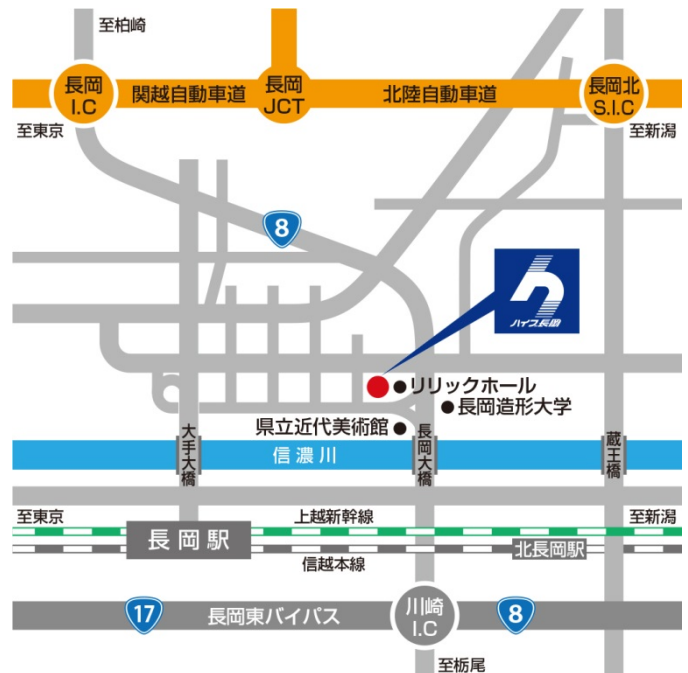 至柏崎
長岡
I.C
関越自動車道
長岡
JCT
北陸自動車道
長岡北
S.I.C
至東京
至新潟
8
ハイブ長岡
リリックホール
長岡造形大学
県立近代美術館
大手大橋
長岡大橋
蔵王橋
信濃川
至東京
上越新幹線
至新潟
長岡駅
北長岡駅
信越本線
17
長岡東バイパス
川崎
I.C
8
至栃尾